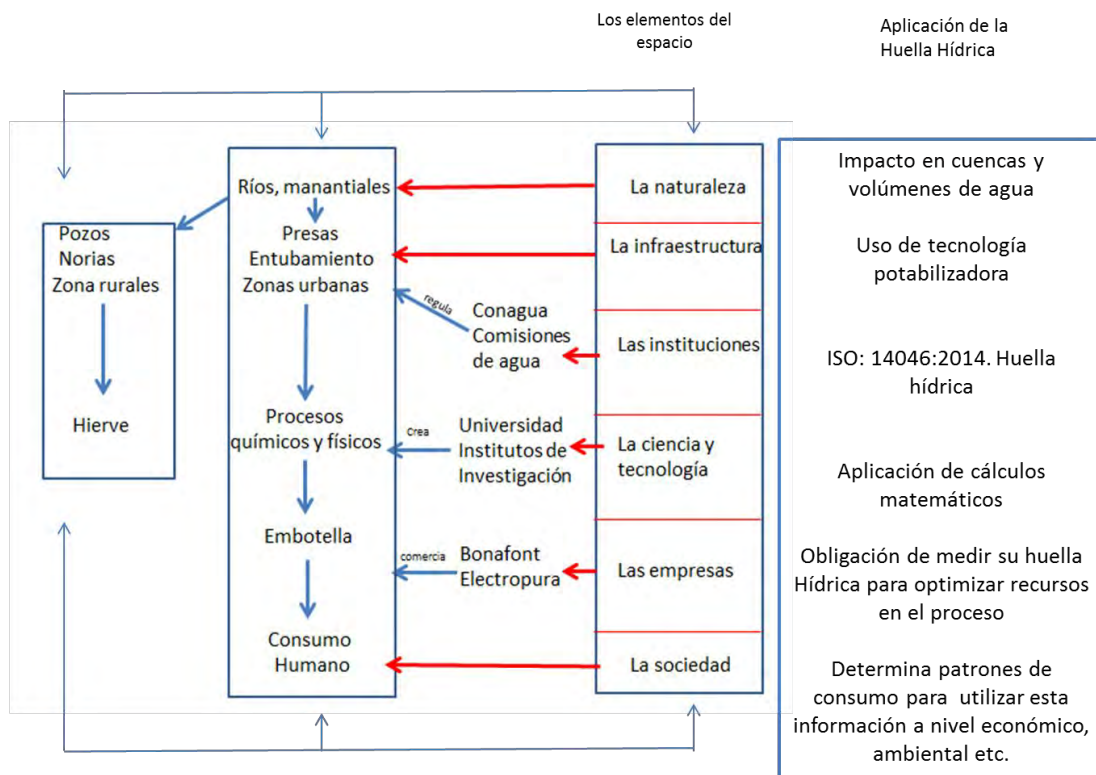 Los elementos del
espacio
Aplicación de la
Huella Hídrica
Pozos
Norias
Zona rurales
Hierve
Ríos, manantiales
Presas
Entubamiento
Zonas urbanas
Procesos
químicos y físicos
Embotella
Consumo
Humano
regula
Conagua
Comisiones
de agua
Crea
Universidad
Institutos de
Investigación
comercia
Bonafont
Electropura
La naturaleza
La infraestructura
Las instituciones
La ciencia y
tecnología
Las empresas
La sociedad
Impacto en cuencas y
volúmenes de agua
Uso de tecnología
potabilizadora
ISO: 14046:2014. Huella
hídrica
Aplicación de cálculos
matemáticos
Obligación de medir su huella
Hídrica para optimizar recursos
en el proceso
Determina patrones de
consumo para utilizar esta
información a nivel económico,
ambiental etc.